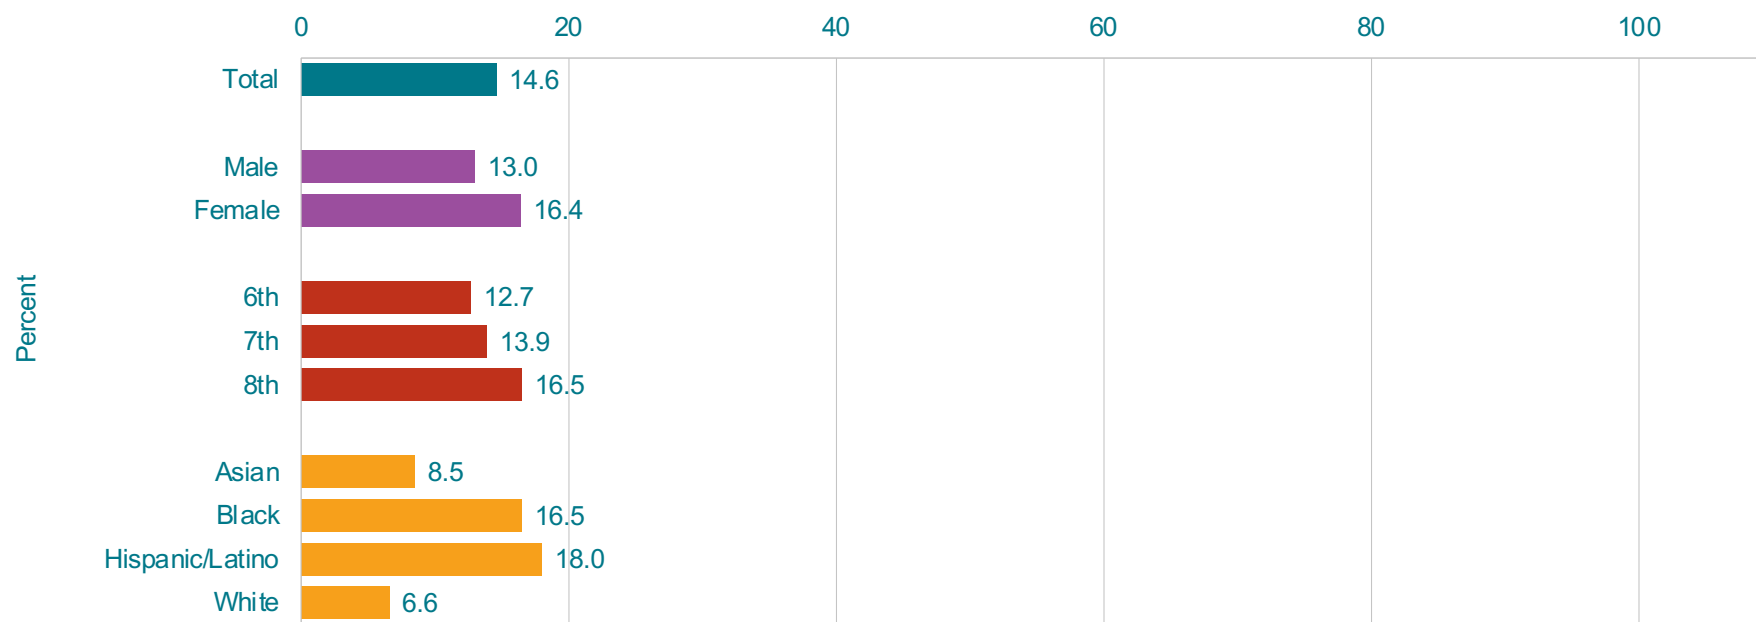 0 20 40 60 80 100
Total 14.6
Male 13.0
Female 16.4
Percent
6th 12.7
7th 13.9
8th 16.5
Asian 8.5
Black 16.5
Hispanic/Latino 18.0
White 6.6